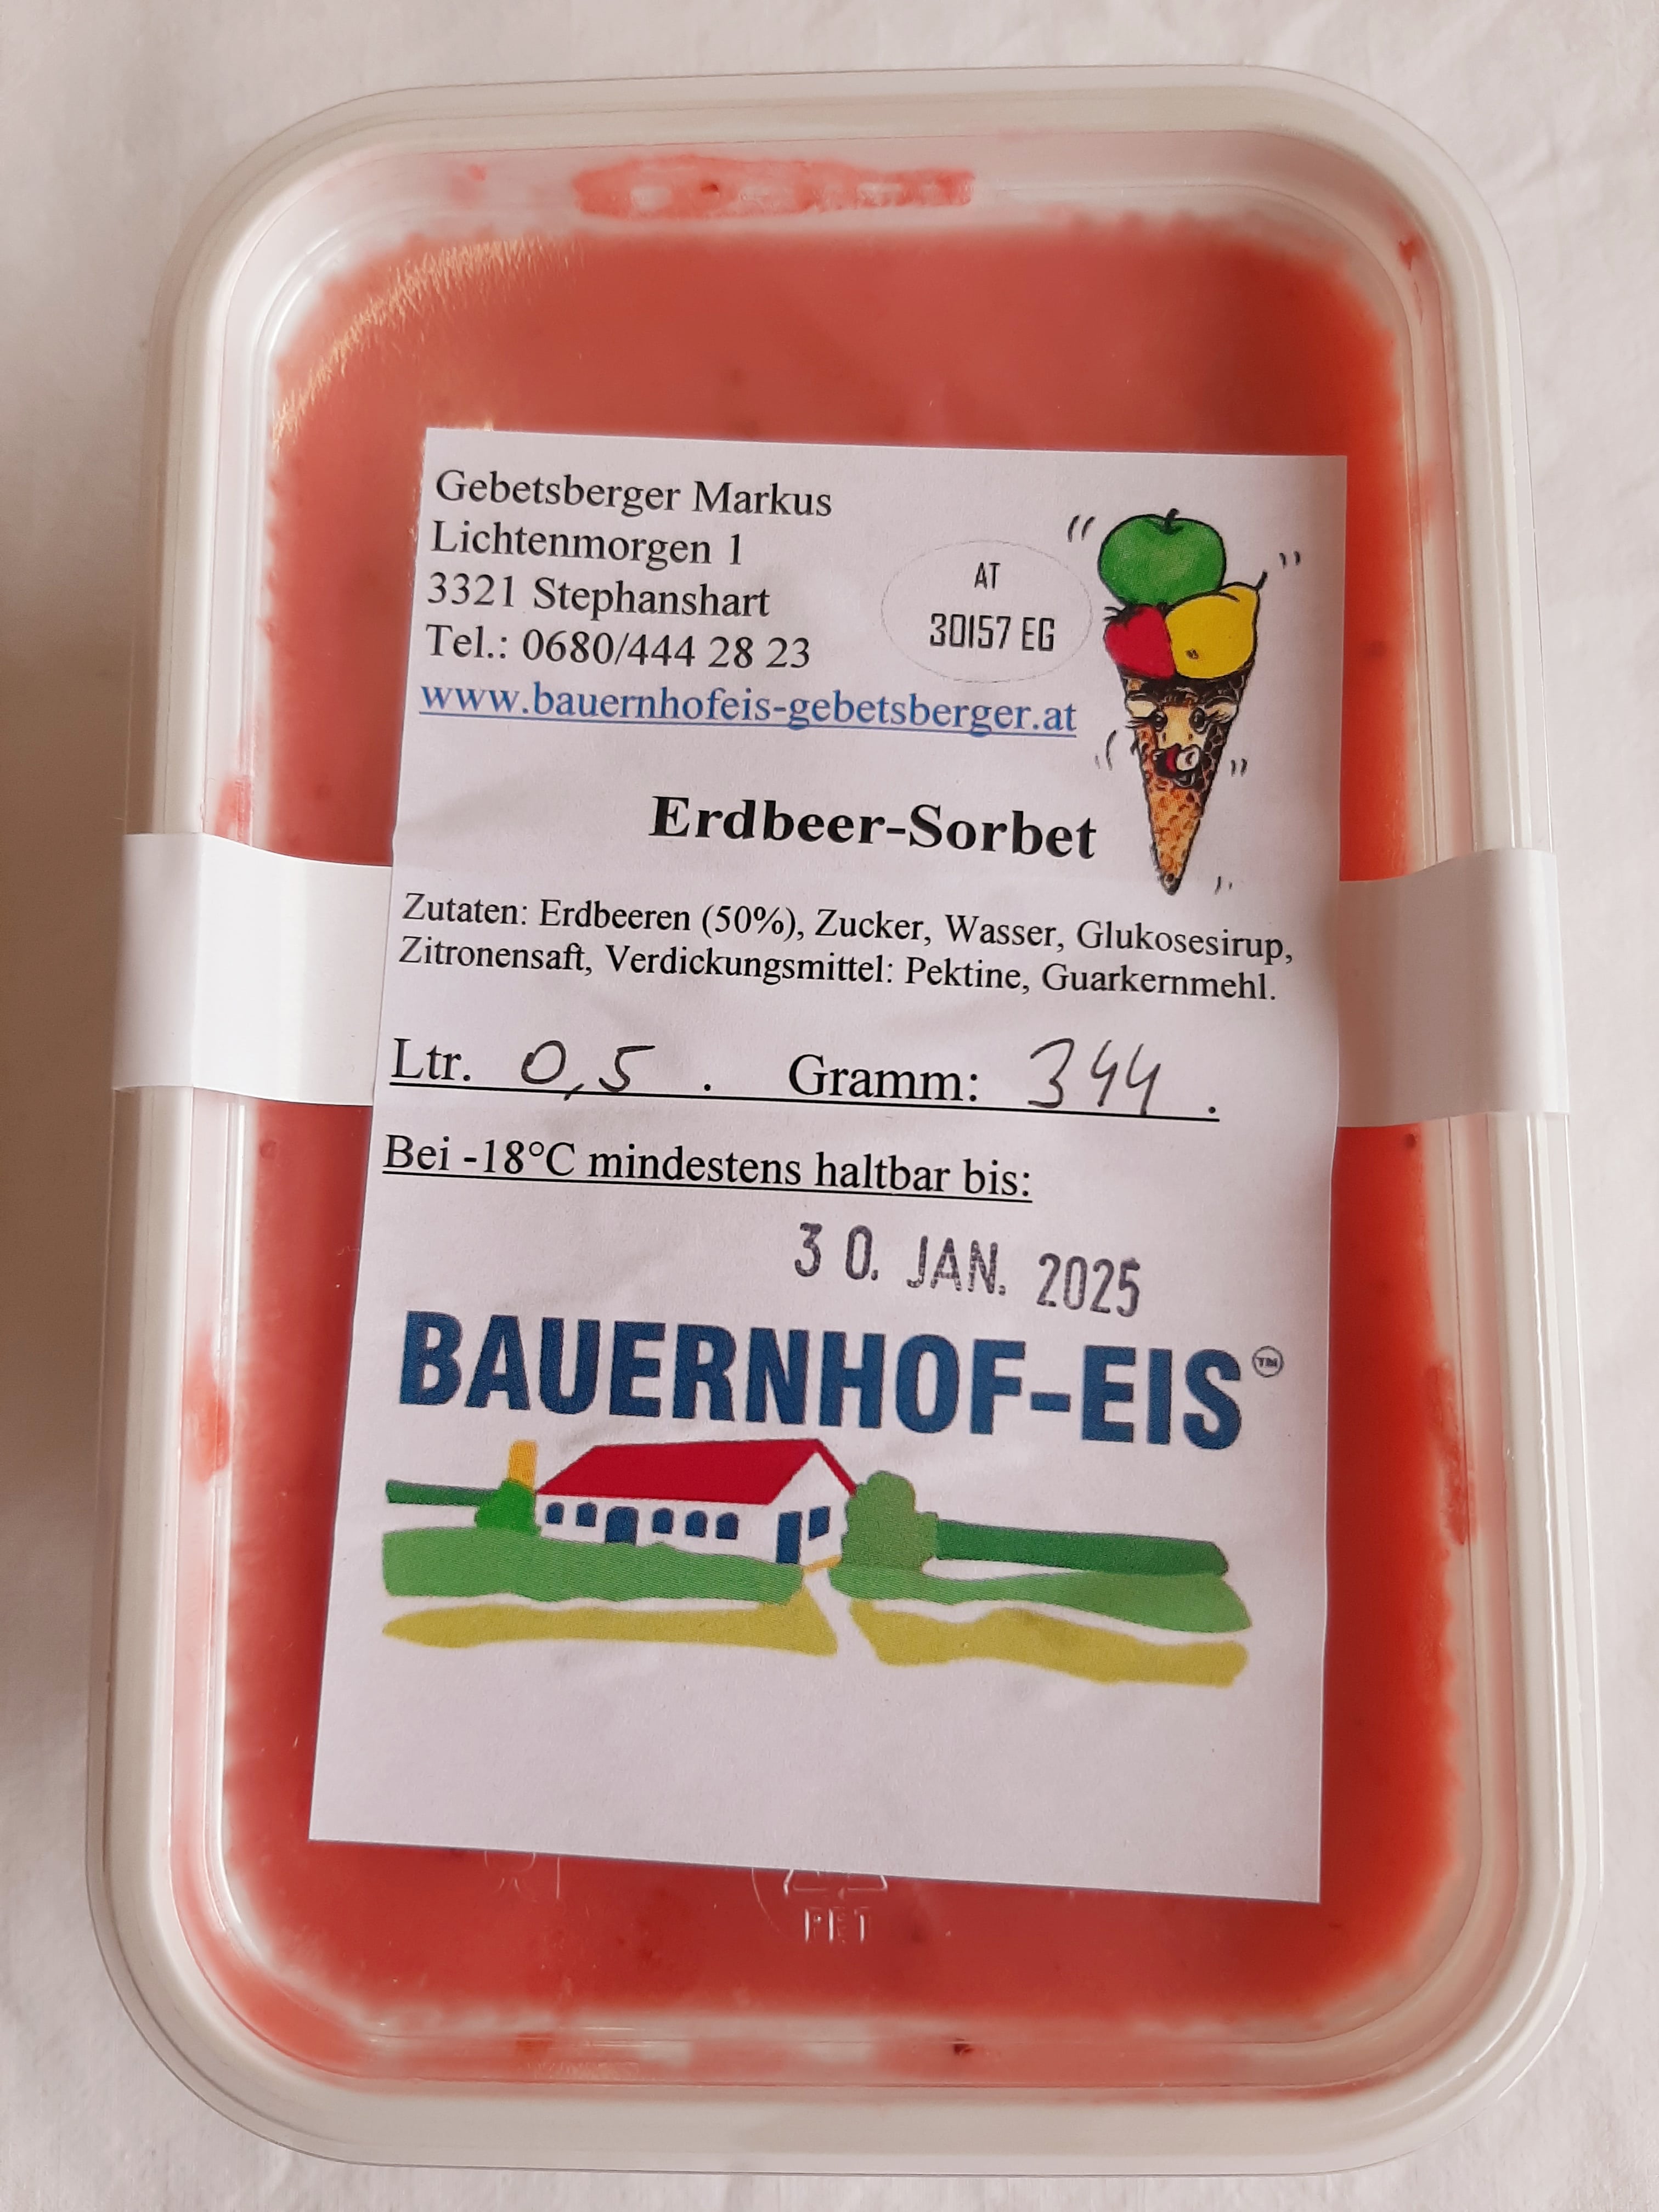 Gebetsberger Markus
Lichtenmorgen 1
3321 Stephanshart
Tel.: 0680/444 28 23
www.bauernhofeis-gebetsberger.at
AT
30157 EG
Erdbeer-Sorbet
Zutaten: Erdbeeren (50%), Zucker, Wasser, Glukosesirup,
Zitronensaft, Verdickungsmittel: Pektine, Guarkernmehl.
Ltr. 0,5 . Gramm: 344 .
Bei -18°C mindestens haltbar bis:
30. JAN. 2025
BAUERNHOF-EIS™
PET